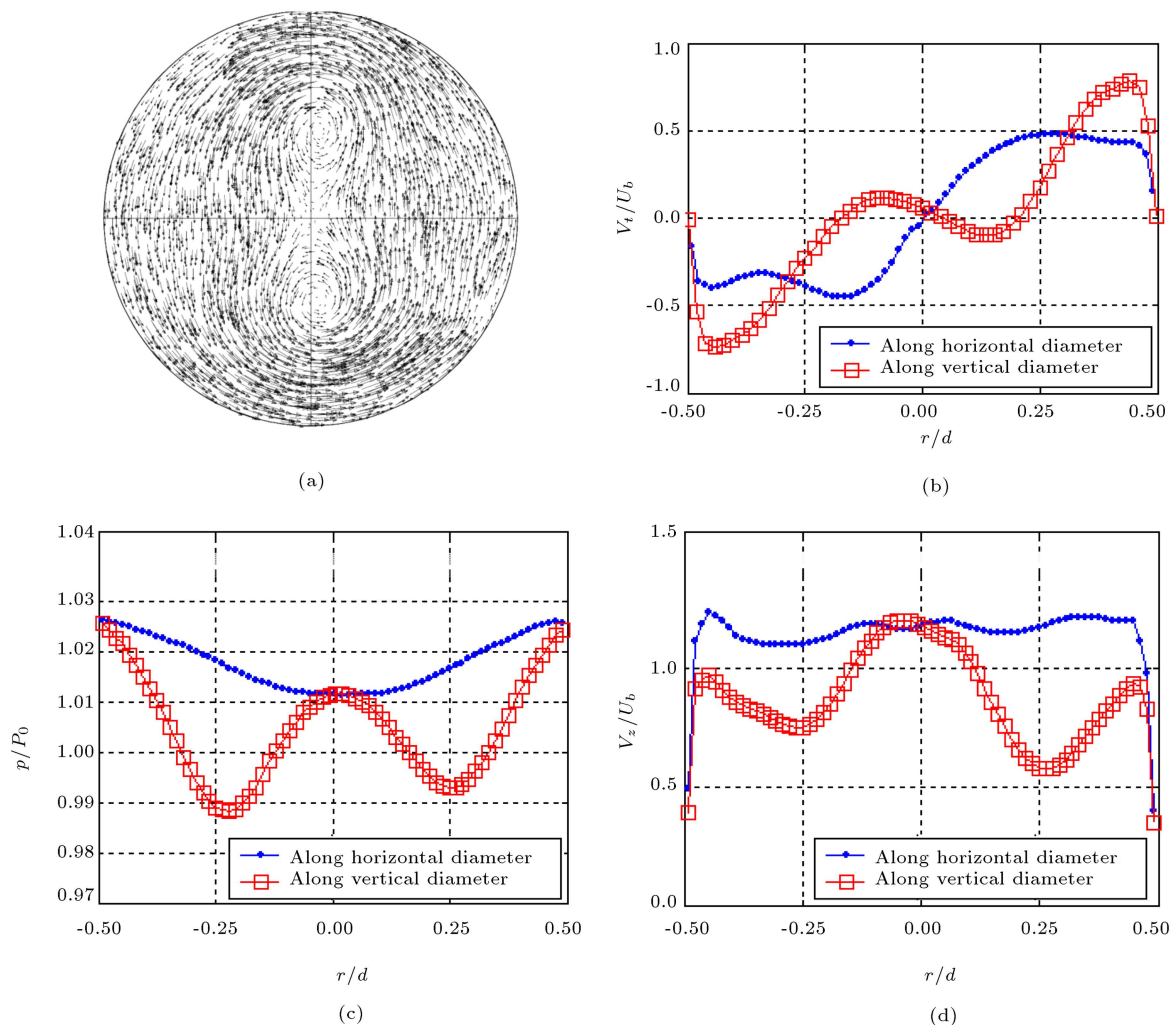 (a)
1.0
0.5
0.0
-0.5
-1.0
V_t/U_b
-0.50
-0.25
0.00
0.25
0.50
r/d
Along horizontal diameter
Along vertical diameter
(b)
1.04
1.03
1.02
1.01
1.00
0.99
0.98
0.97
p/P_0
-0.50
-0.25
0.00
0.25
0.50
r/d
Along horizontal diameter
Along vertical diameter
(c)
1.5
1.0
0.5
0.0
V_z/U_b
-0.50
-0.25
0.00
0.25
0.50
r/d
Along horizontal diameter
Along vertical diameter
(d)